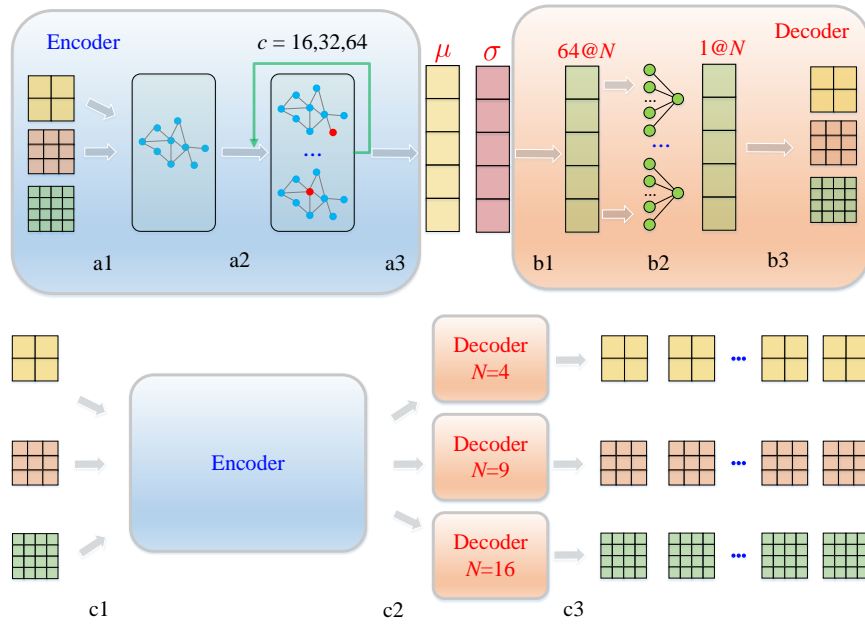 Encoder
c = 16,32,64
μ
σ
64@N
1@N
Decoder
...
...
...
...
a1
a2
a3
b1
b2
b3
Decoder
N=4
...
Encoder
Decoder
N=9
...
Decoder
N=16
...
c1
c2
c3